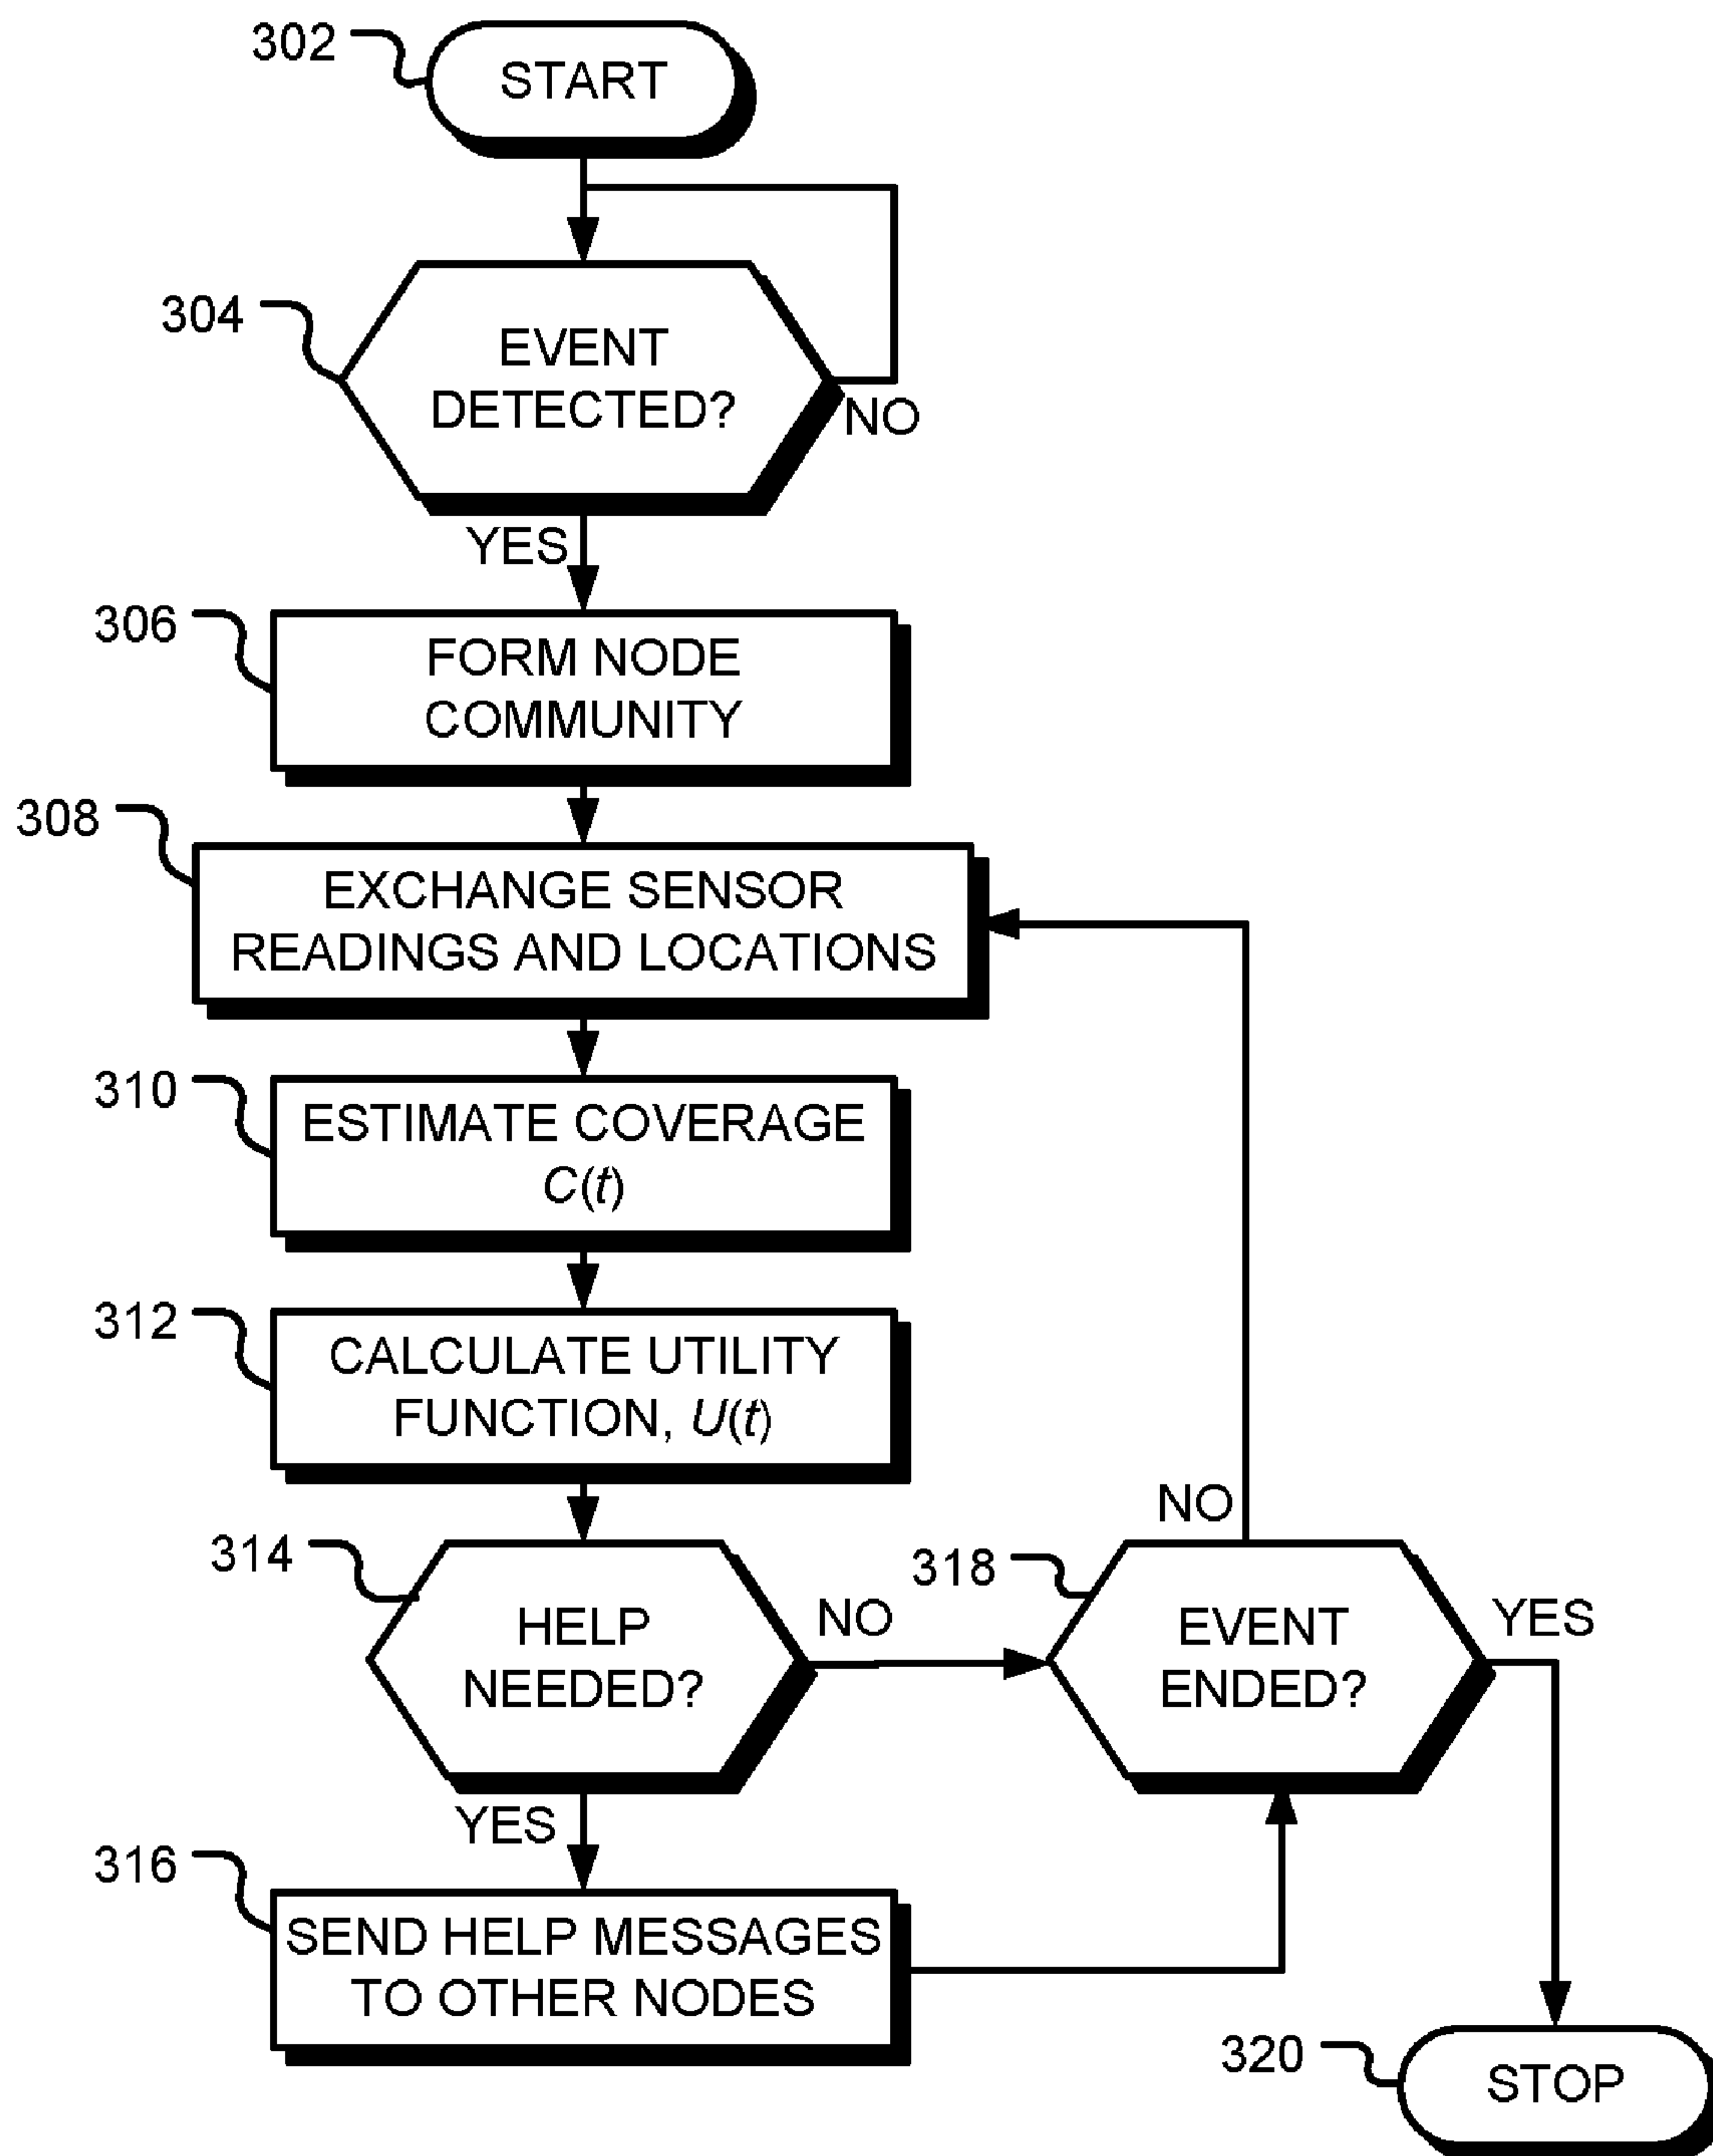 302
START
304
EVENT
DETECTED?
NO
YES
306
FORM NODE
COMMUNITY
308
EXCHANGE SENSOR
READINGS AND LOCATIONS
310
ESTIMATE COVERAGE
C(t)
312
CALCULATE UTILITY
FUNCTION, U(t)
314
HELP
NEEDED?
NO
YES
318
EVENT
ENDED?
NO
YES
316
SEND HELP MESSAGES
TO OTHER NODES
320
STOP